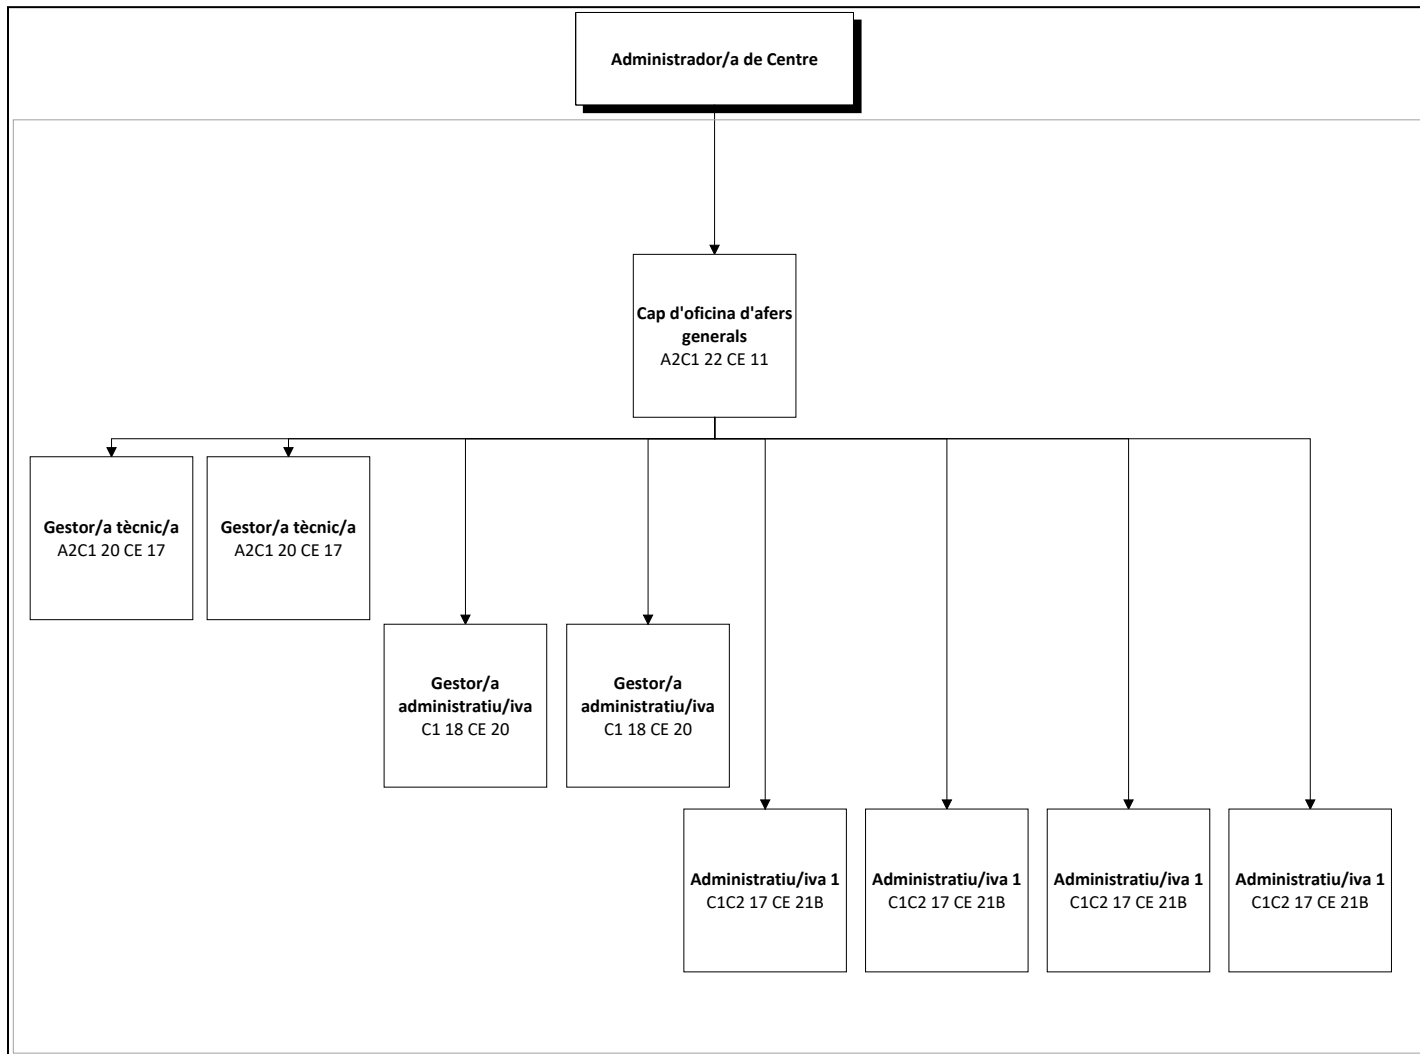 Administrador/a de Centre
Cap d'oficina d'afers
generals
A2C1 22 CE 11
Gestor/a tècnic/a
A2C1 20 CE 17
Gestor/a tècnic/a
A2C1 20 CE 17
Gestor/a
administratiu/iva
C1 18 CE 20
Gestor/a
administratiu/iva
C1 18 CE 20
Administratiu/iva 1
C1C2 17 CE 21B
Administratiu/iva 1
C1C2 17 CE 21B
Administratiu/iva 1
C1C2 17 CE 21B
Administratiu/iva 1
C1C2 17 CE 21B